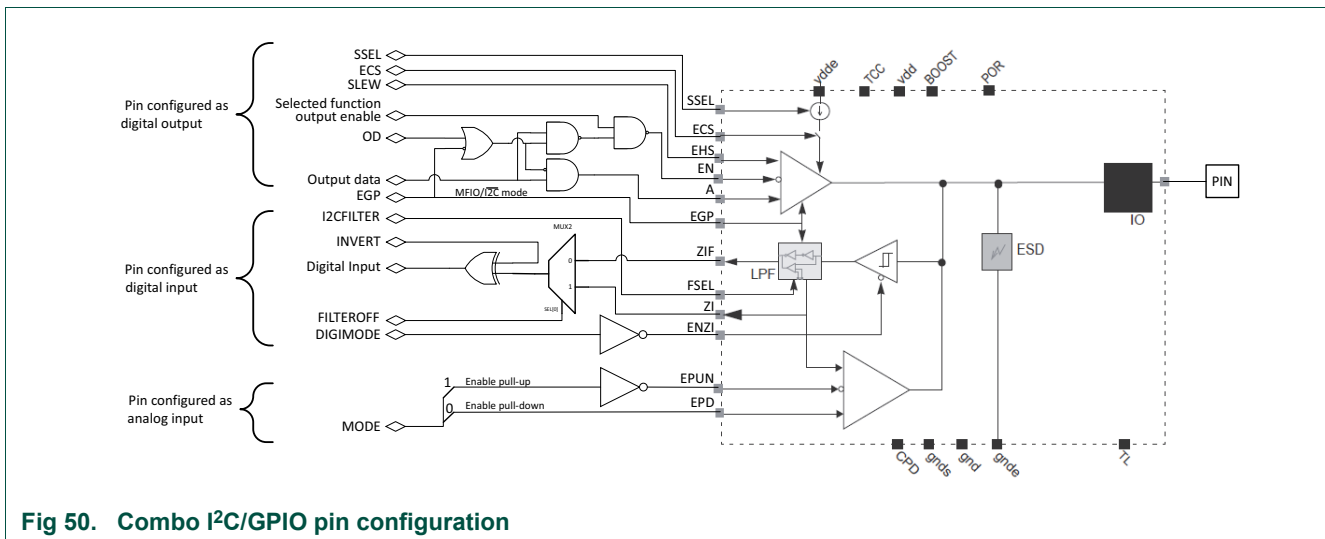 SSEL
ECS
SLEW
Selected function
output enable
OD
Output data
EGP
I2CFILTER
INVERT
Digital Input
FILTEROFF
DIGIMODE
MODE
Pin configured as
digital output
Pin configured as
digital input
Pin configured as
analog input
MFIO/I2C mode
MUX2
0
1
SEL[0]
1
Enable pull-up
0
Enable pull-down
SSEL
ECS
EHS
EN
A
EGP
ZIF
FSEL
ZI
ENZI
EPUN
EPD
vdde
TCC
vdd
BOOST
POR
LPF
ESD
IO
PIN
CPD
gnds
gnd
gnde
TL
Fig 50. Combo I2C/GPIO pin configuration